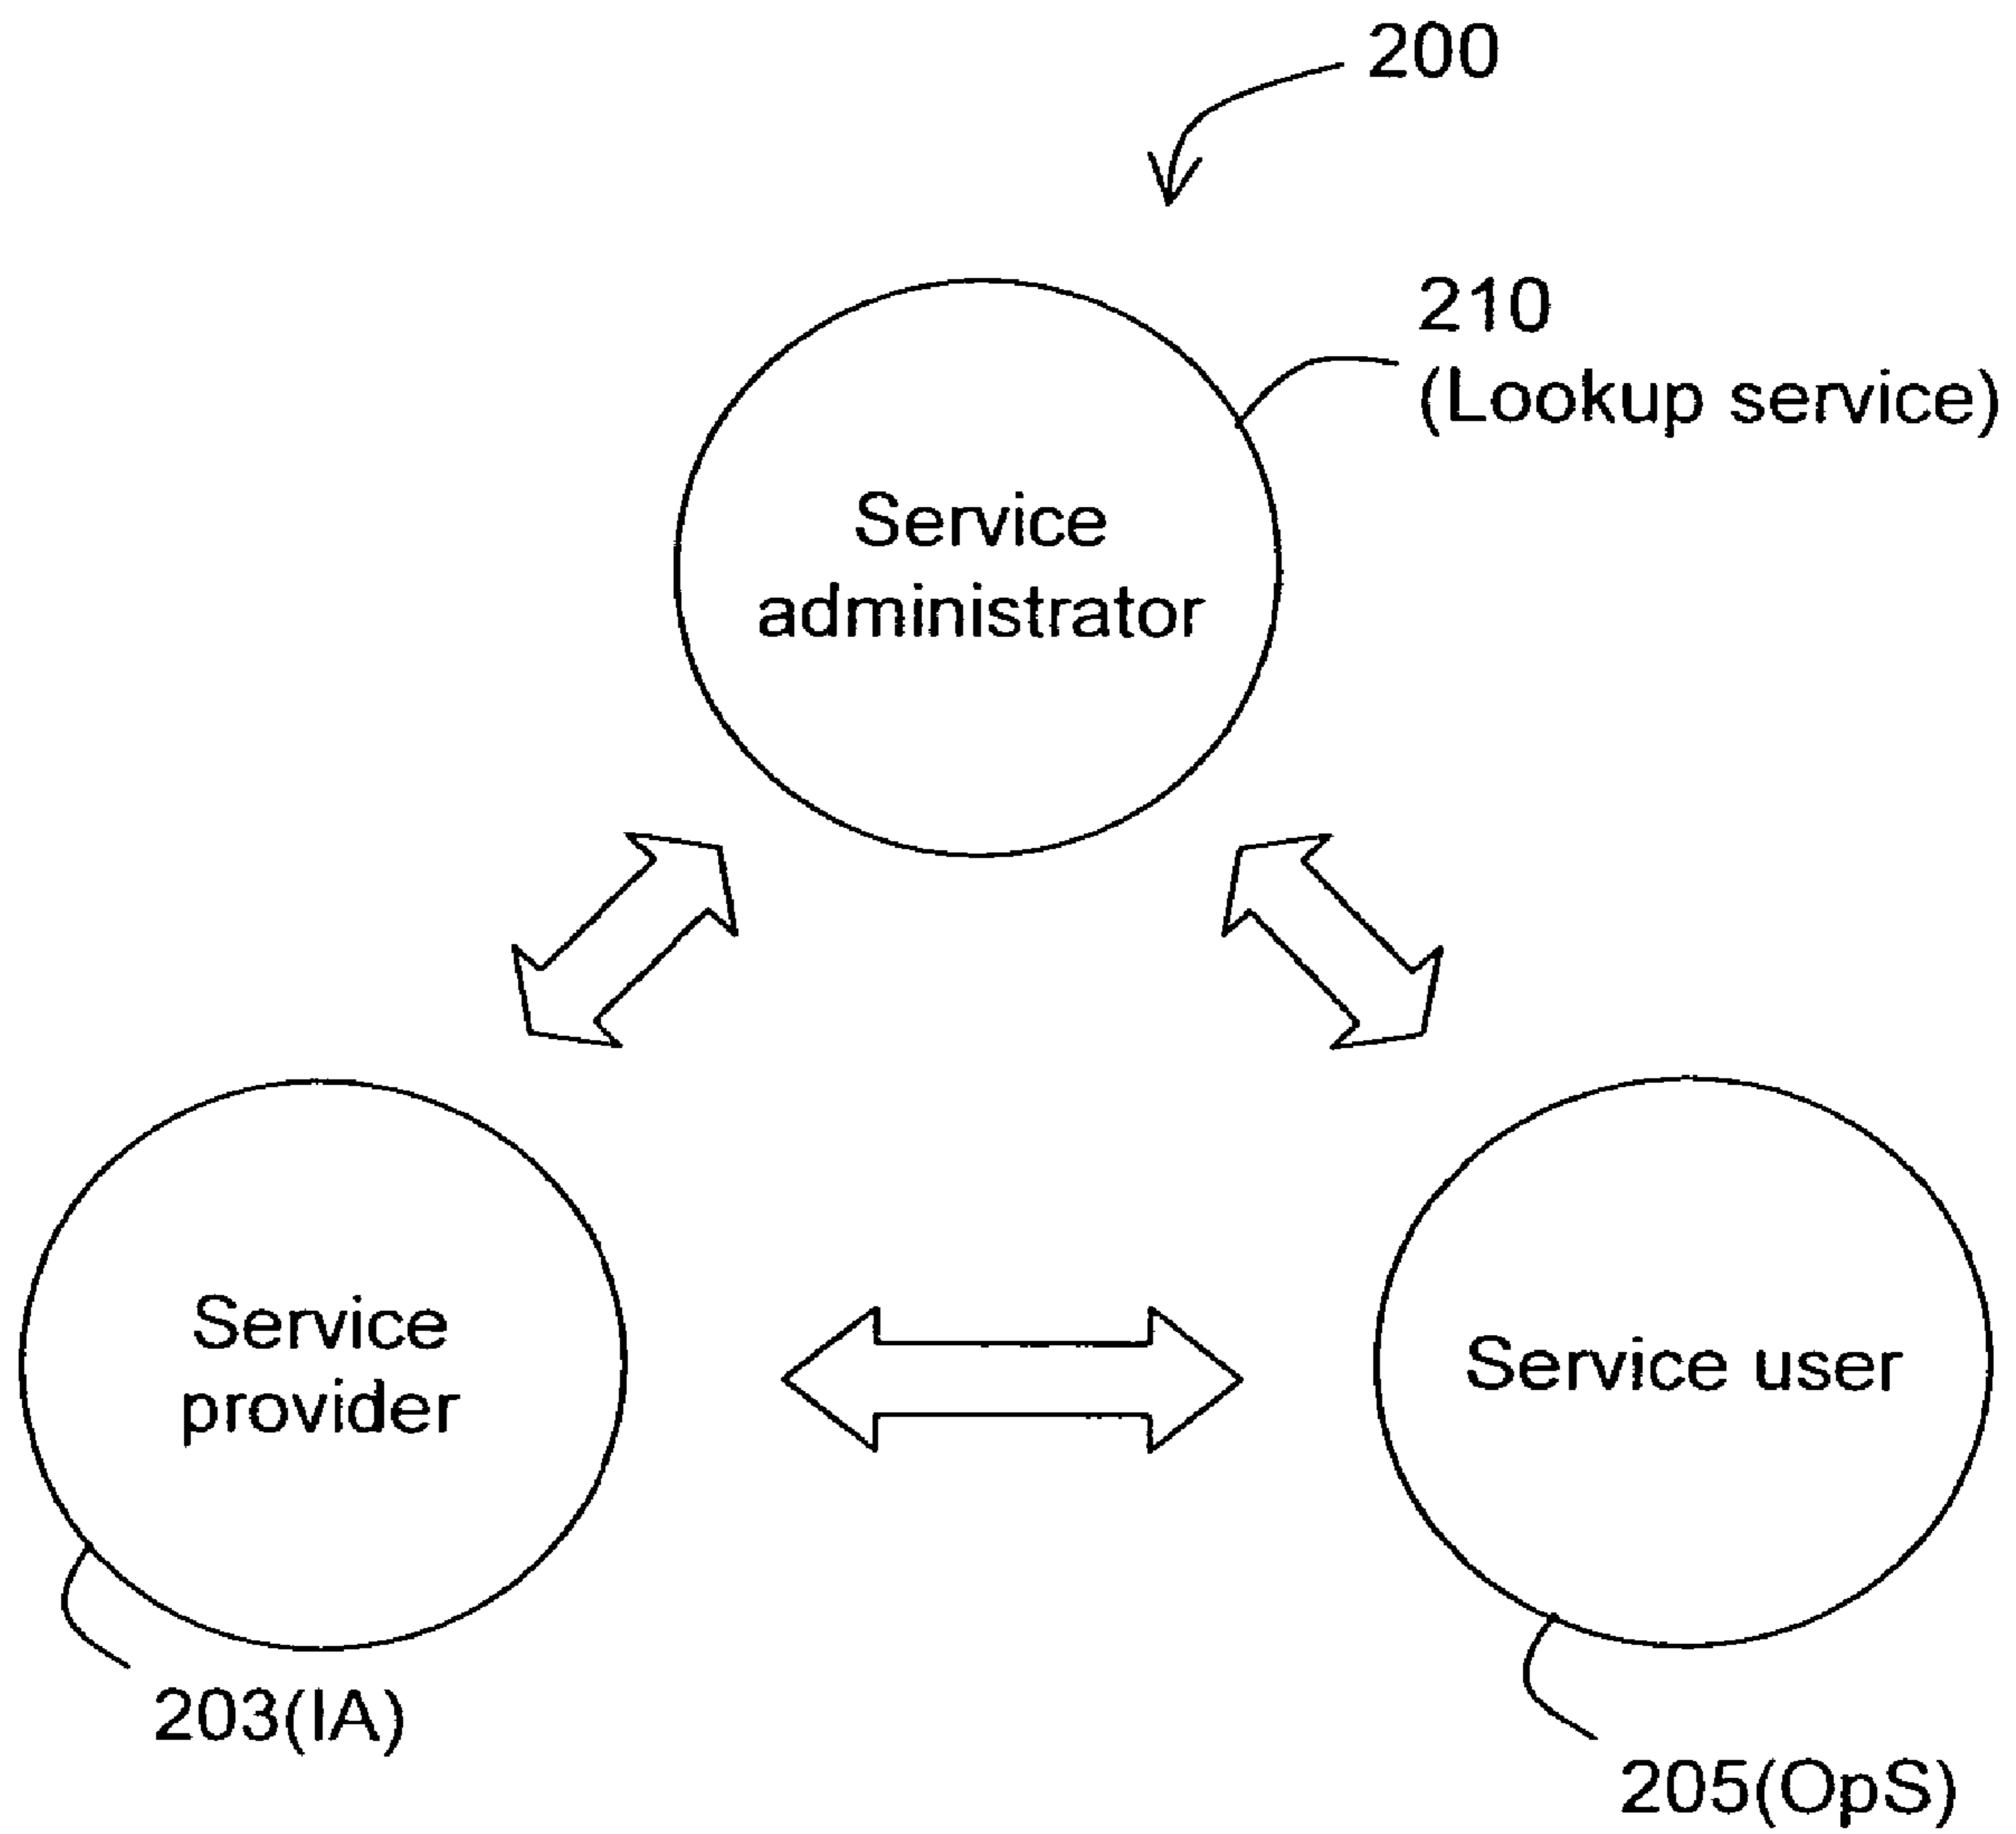 200
210
(Lookup service)
Service
administrator
Service
provider
Service user
203(IA)
205(OpS)